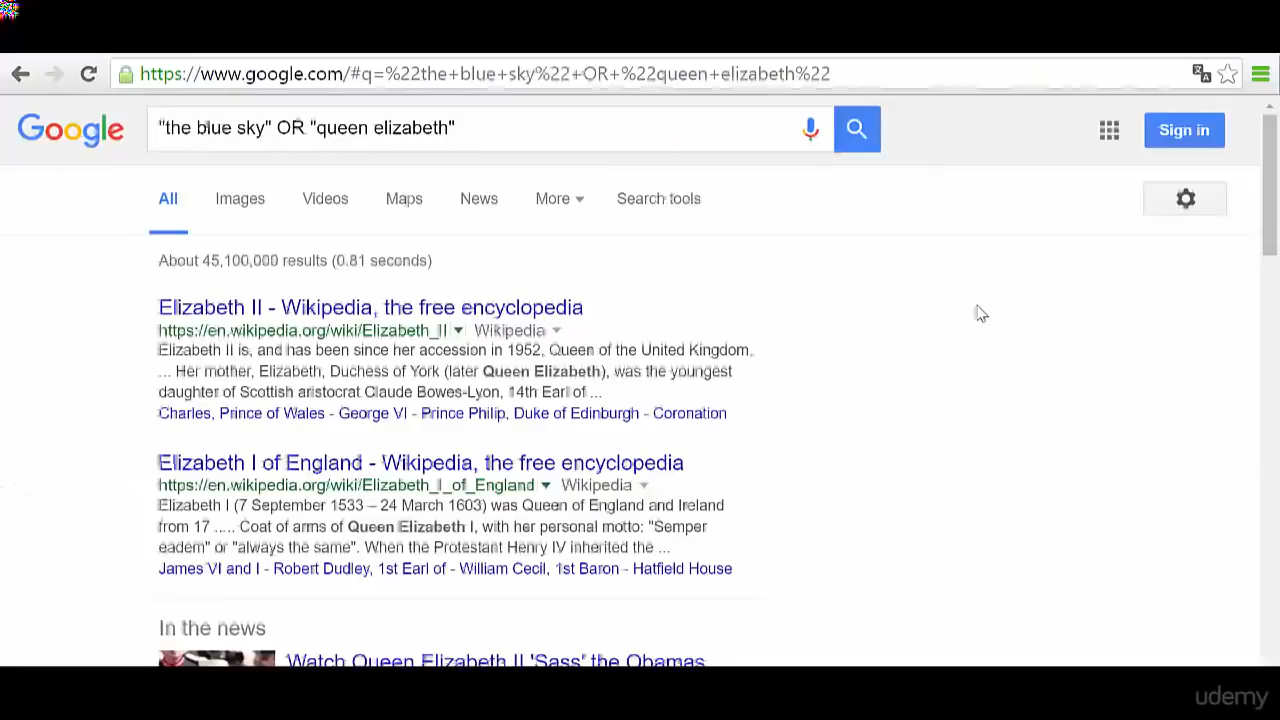 https://www.google.com/#q=%22the+blue+sky%22+OR+%22queen+elizabeth%22
Google
"the blue sky" OR "queen elizabeth"
Sign in
All Images Videos Maps News More Search tools
About 45,100,000 results (0.81 seconds)
Elizabeth II - Wikipedia, the free encyclopedia
https://en.wikipedia.org/wiki/Elizabeth_II Wikipedia
Elizabeth II is, and has been since her accession in 1952, Queen of the United Kingdom,
... Her mother, Elizabeth, Duchess of York (later Queen Elizabeth), was the youngest
daughter of Scottish aristocrat Claude Bowes-Lyon, 14th Earl of ...
Charles, Prince of Wales - George VI - Prince Philip, Duke of Edinburgh - Coronation
Elizabeth I of England - Wikipedia, the free encyclopedia
https://en.wikipedia.org/wiki/Elizabeth_I_of_England Wikipedia
Elizabeth I (7 September 1533 – 24 March 1603) was Queen of England and Ireland
from 17 .... Coat of arms of Queen Elizabeth I, with her personal motto: "Semper
eadem" or "always the same". When the Protestant Henry IV inherited the ...
James VI and I - Robert Dudley, 1st Earl of - William Cecil, 1st Baron - Hatfield House
In the news
Watch Queen Elizabeth II 'Sass' the Obamas
udemy